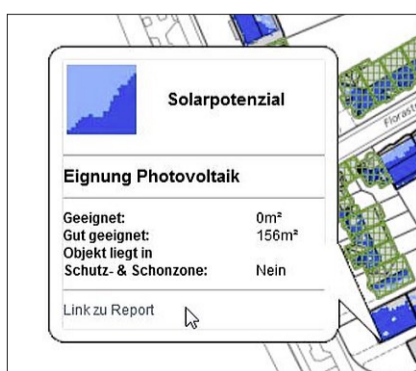 Solarpotenzial
Eignung Photovoltaik
Geeignet: 0m²
Gut geeignet: 156m²
Objekt liegt in
Schutz- & Schonzone: Nein
Link zu Report